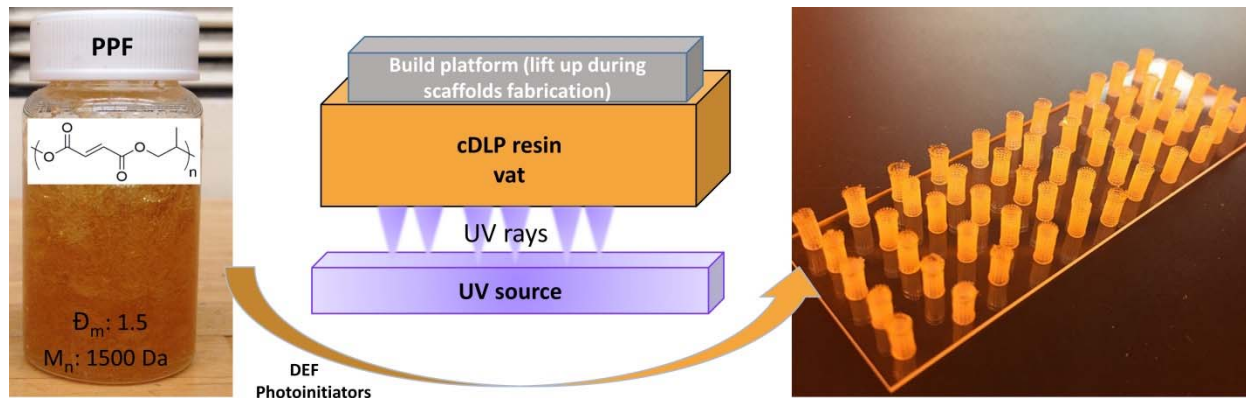 PPF
O
O
O
O
n
Đm: 1.5
Mn: 1500 Da
Build platform (lift up during
scaffolds fabrication)
cDLP resin
vat
UV rays
UV source
DEF
Photoinitiators